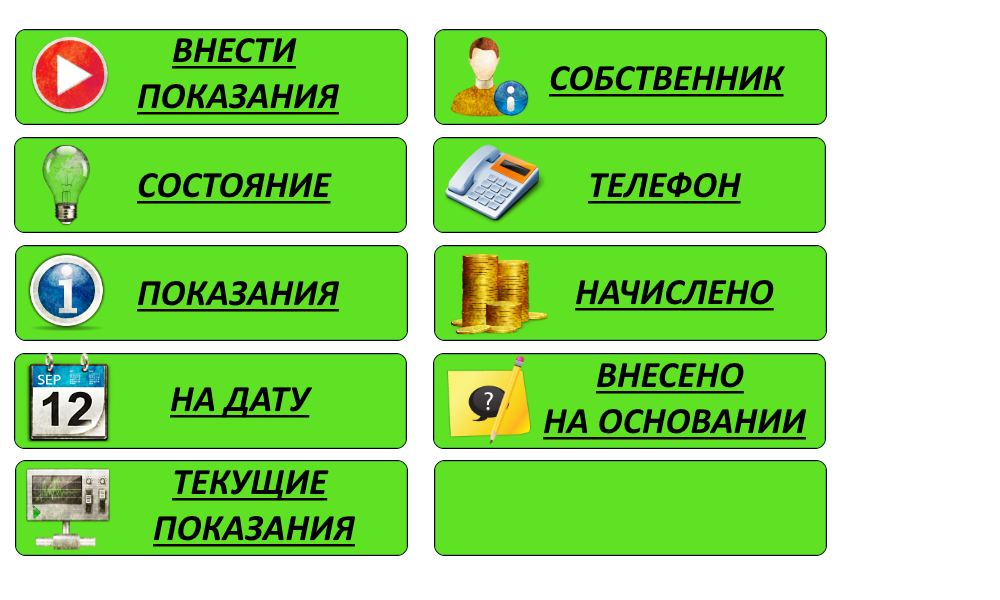 ВНЕСТИ
ПОКАЗАНИЯ
СОБСТВЕННИК
СОСТОЯНИЕ
ТЕЛЕФОН
i
ПОКАЗАНИЯ
НАЧИСЛЕНО
SEP
12
НА ДАТУ
?
ВНЕСЕНО
НА ОСНОВАНИИ
ТЕКУЩИЕ
ПОКАЗАНИЯ